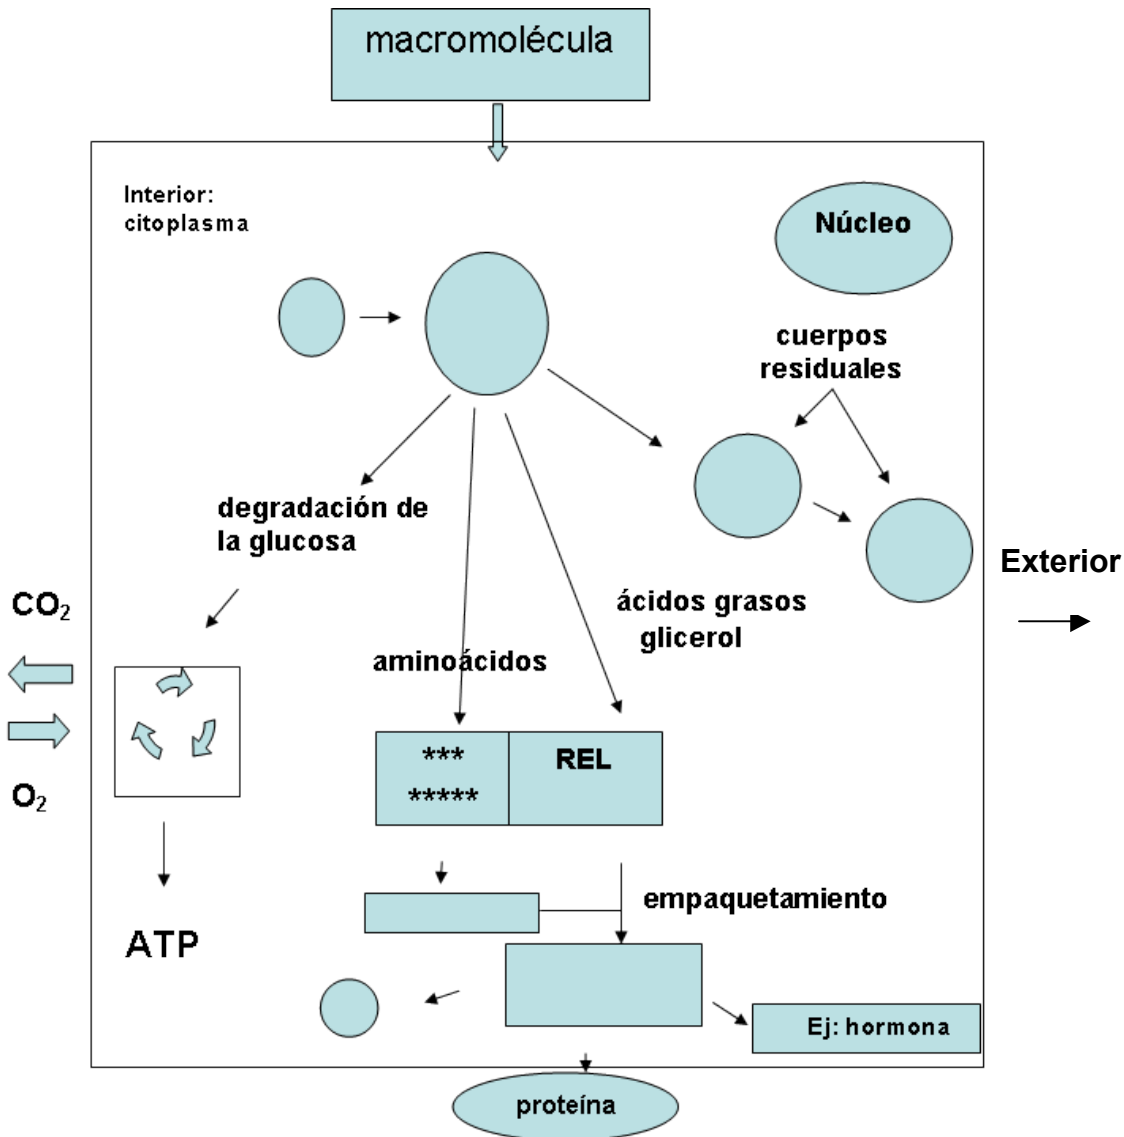 macromolécula
Interior:
citoplasma
Núcleo
cuerpos
residuales
degradación de
la glucosa
Exterior
CO₂
ácidos grasos
glicerol
aminoácidos
***
*****
REL
O₂
empaquetamiento
ATP
Ej: hormona
proteína